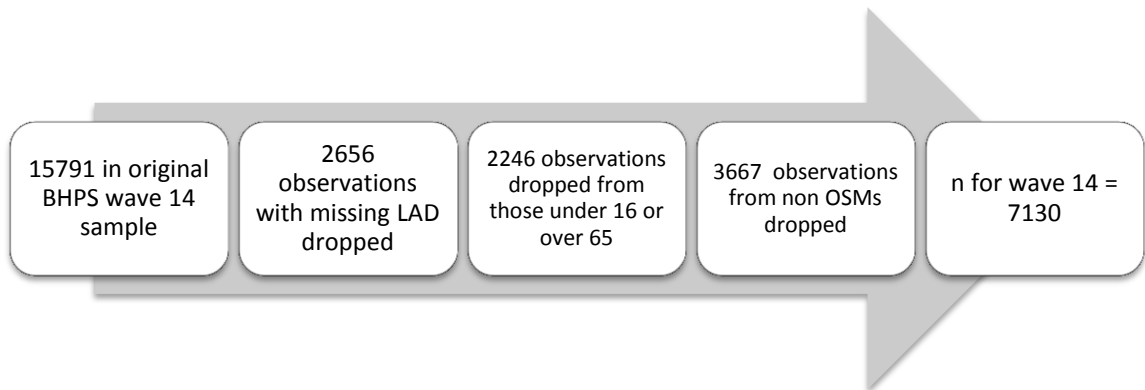 15791 in original
BHPS wave 14
sample
2656
observations
with missing LAD
dropped
2246 observations
dropped from
those under 16 or
over 65
3667 observations
from non OSMs
dropped
n for wave 14 =
7130